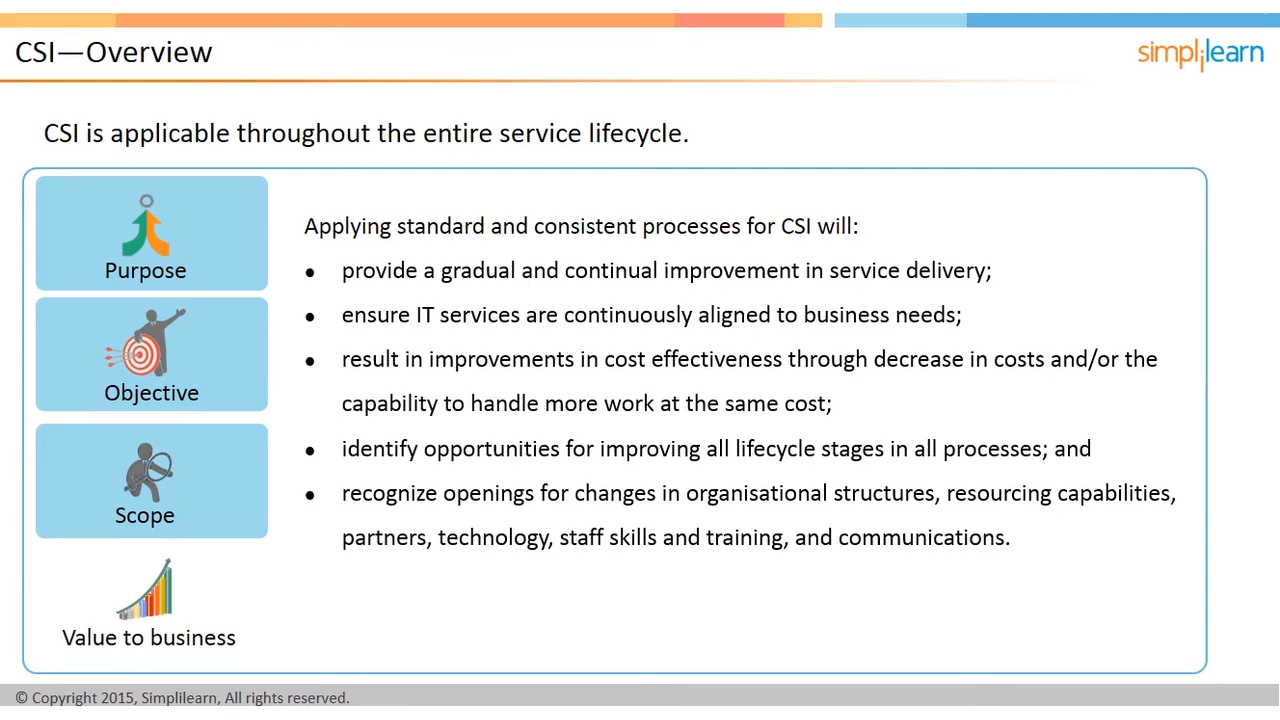 CSI—Overview
simplilearn
CSI is applicable throughout the entire service lifecycle.
Purpose
Objective
Scope
Value to business
Applying standard and consistent processes for CSI will:
● provide a gradual and continual improvement in service delivery;
● ensure IT services are continuously aligned to business needs;
● result in improvements in cost effectiveness through decrease in costs and/or the
capability to handle more work at the same cost;
● identify opportunities for improving all lifecycle stages in all processes; and
● recognize openings for changes in organisational structures, resourcing capabilities,
partners, technology, staff skills and training, and communications.
© Copyright 2015, Simplilearn, All rights reserved.